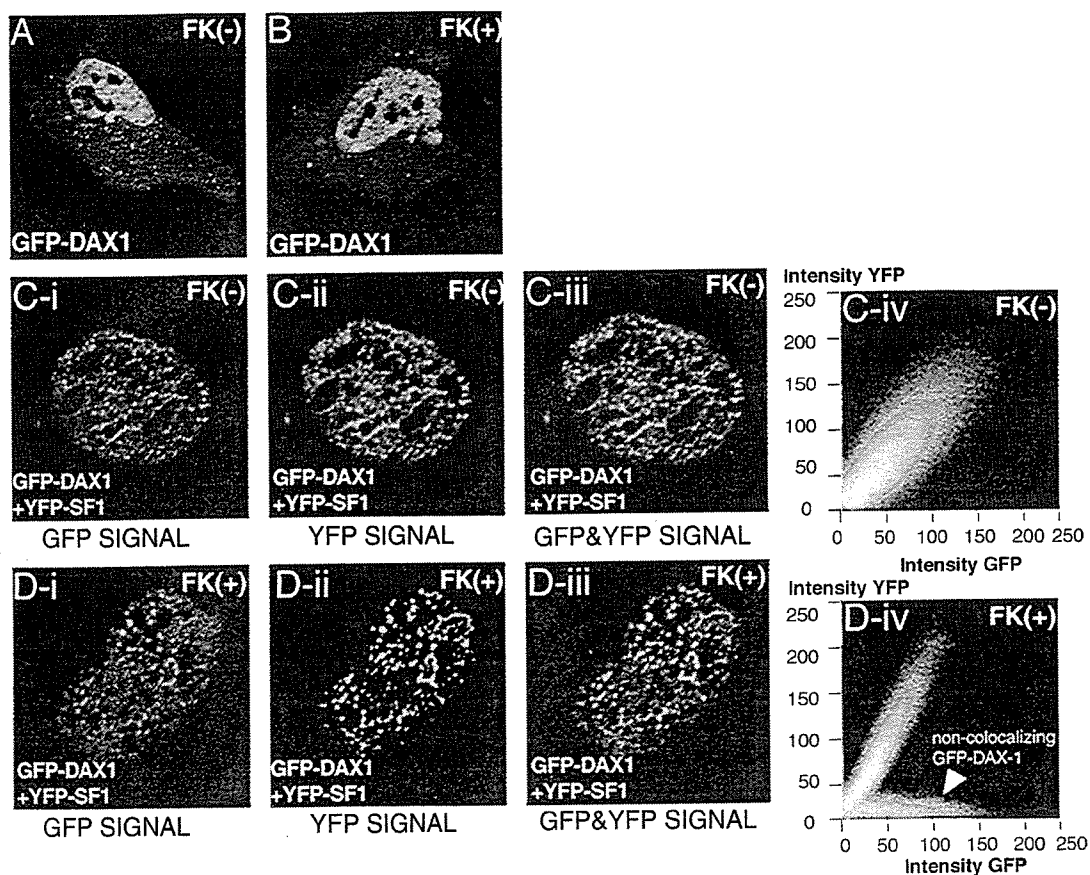 A FK(-)
GFP-DAX1
B FK(+)
GFP-DAX1
C-i FK(-)
GFP-DAX1
+YFP-SF1
GFP SIGNAL
C-ii FK(-)
GFP-DAX1
+YFP-SF1
YFP SIGNAL
C-iii FK(-)
GFP-DAX1
+YFP-SF1
GFP&YFP SIGNAL
Intensity YFP
C-iv FK(-)
250
200
150
100
50
0
0 50 100 150 200 250
Intensity GFP
D-i FK(+)
GFP-DAX1
+YFP-SF1
GFP SIGNAL
D-ii FK(+)
GFP-DAX1
+YFP-SF1
YFP SIGNAL
D-iii FK(+)
GFP-DAX1
+YFP-SF1
GFP&YFP SIGNAL
Intensity YFP
D-iv FK(+)
250
200
150
100
50
0
non-colocalizing
GFP-DAX-1
0 50 100 150 200 250
Intensity GFP